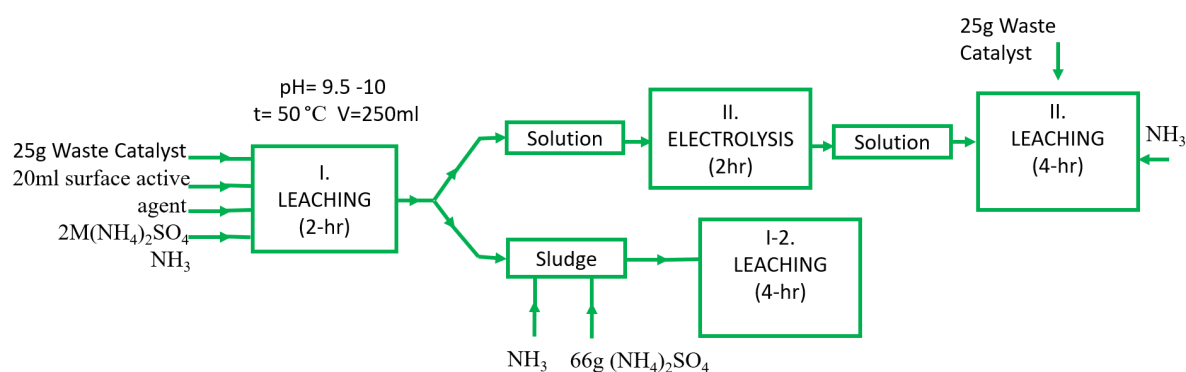 25g Waste
Catalyst
pH= 9.5 -10
t= 50 °C V=250ml
25g Waste Catalyst
20ml surface active
agent
2M(NH₄)₂SO₄
NH₃
I.
LEACHING
(2-hr)
Solution
II.
ELECTROLYSIS
(2hr)
Solution
II.
LEACHING
(4-hr)
NH₃
Sludge
I-2.
LEACHING
(4-hr)
NH₃
66g (NH₄)₂SO₄